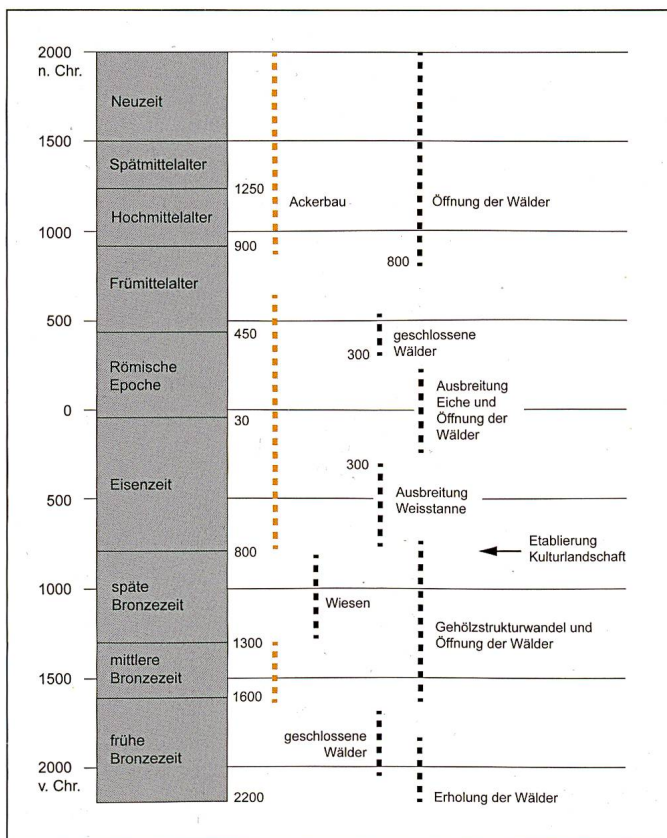 2000
n. Chr.
Neuzeit
1500
Spätmittelalter
1250
Ackerbau
Öffnung der Wälder
Hochmittelalter
1000
900
800
Frümittelalter
500
450
geschlossene
Wälder
300
Römische
Epoche
Ausbreitung
Eiche und
Öffnung der
Wälder
0
30
300
Eisenzeit
500
Ausbreitung
Weisstanne
800
Etablierung
Kulturlandschaft
späte
Bronzezeit
1000
Wiesen
Gehölzstrukturwandel und
Öffnung der Wälder
1300
mittlere
Bronzezeit
1500
1600
geschlossene
Wälder
frühe
Bronzezeit
2000
v. Chr.
2200
Erholung der Wälder